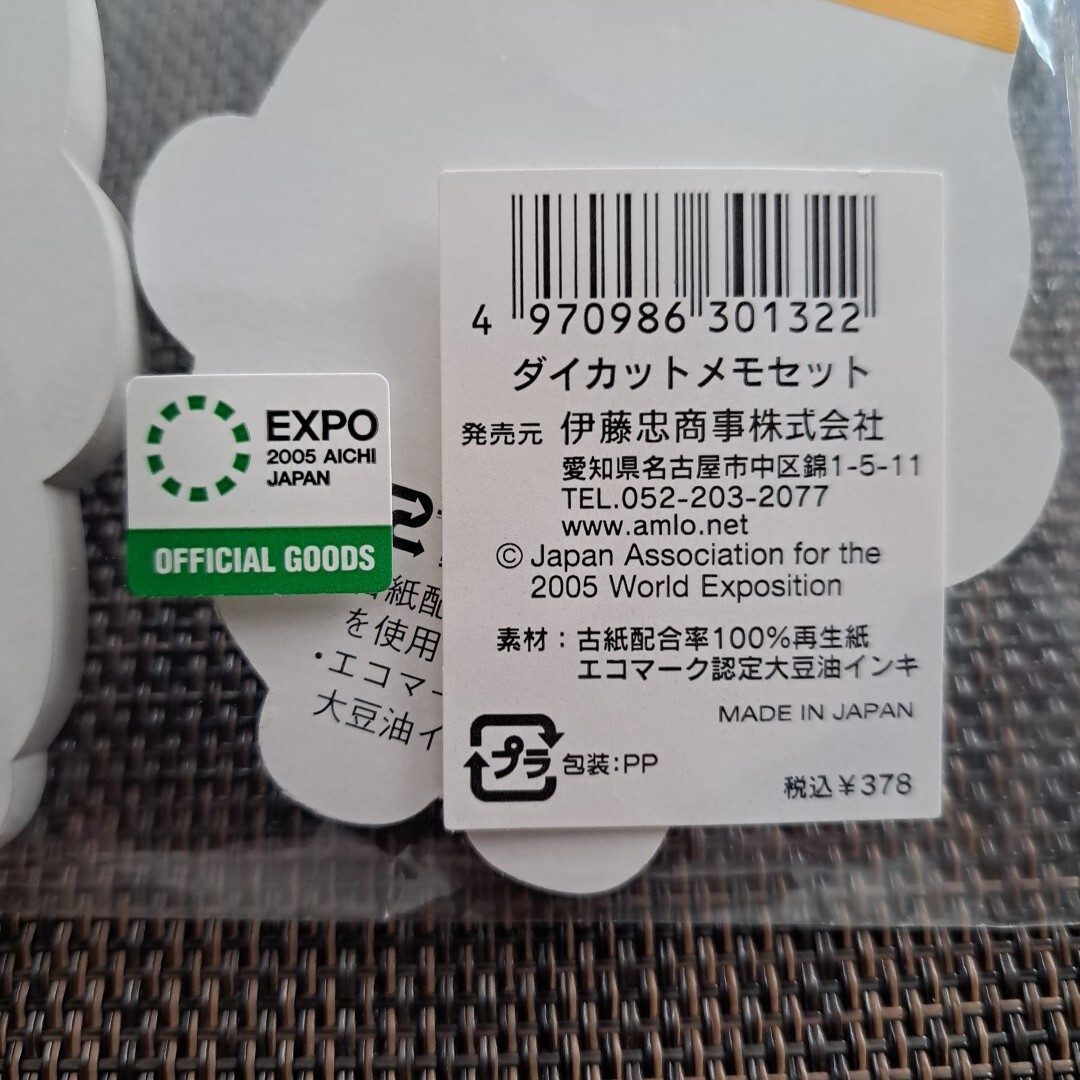 4 970986 301322
ダイカットメモセット
発売元 伊藤忠商事株式会社
愛知県名古屋市中区錦1-5-11
TEL.052-203-2077
www.amlo.net
© Japan Association for the
2005 World Exposition
素材：古紙配合率100%再生紙
エコマーク認定大豆油インキ
MADE IN JAPAN
プラ 包装:PP
税込￥378
EXPO
2005 AICHI
JAPAN
OFFICIAL GOODS
紙配
を使用
・エコマー
大豆油イ